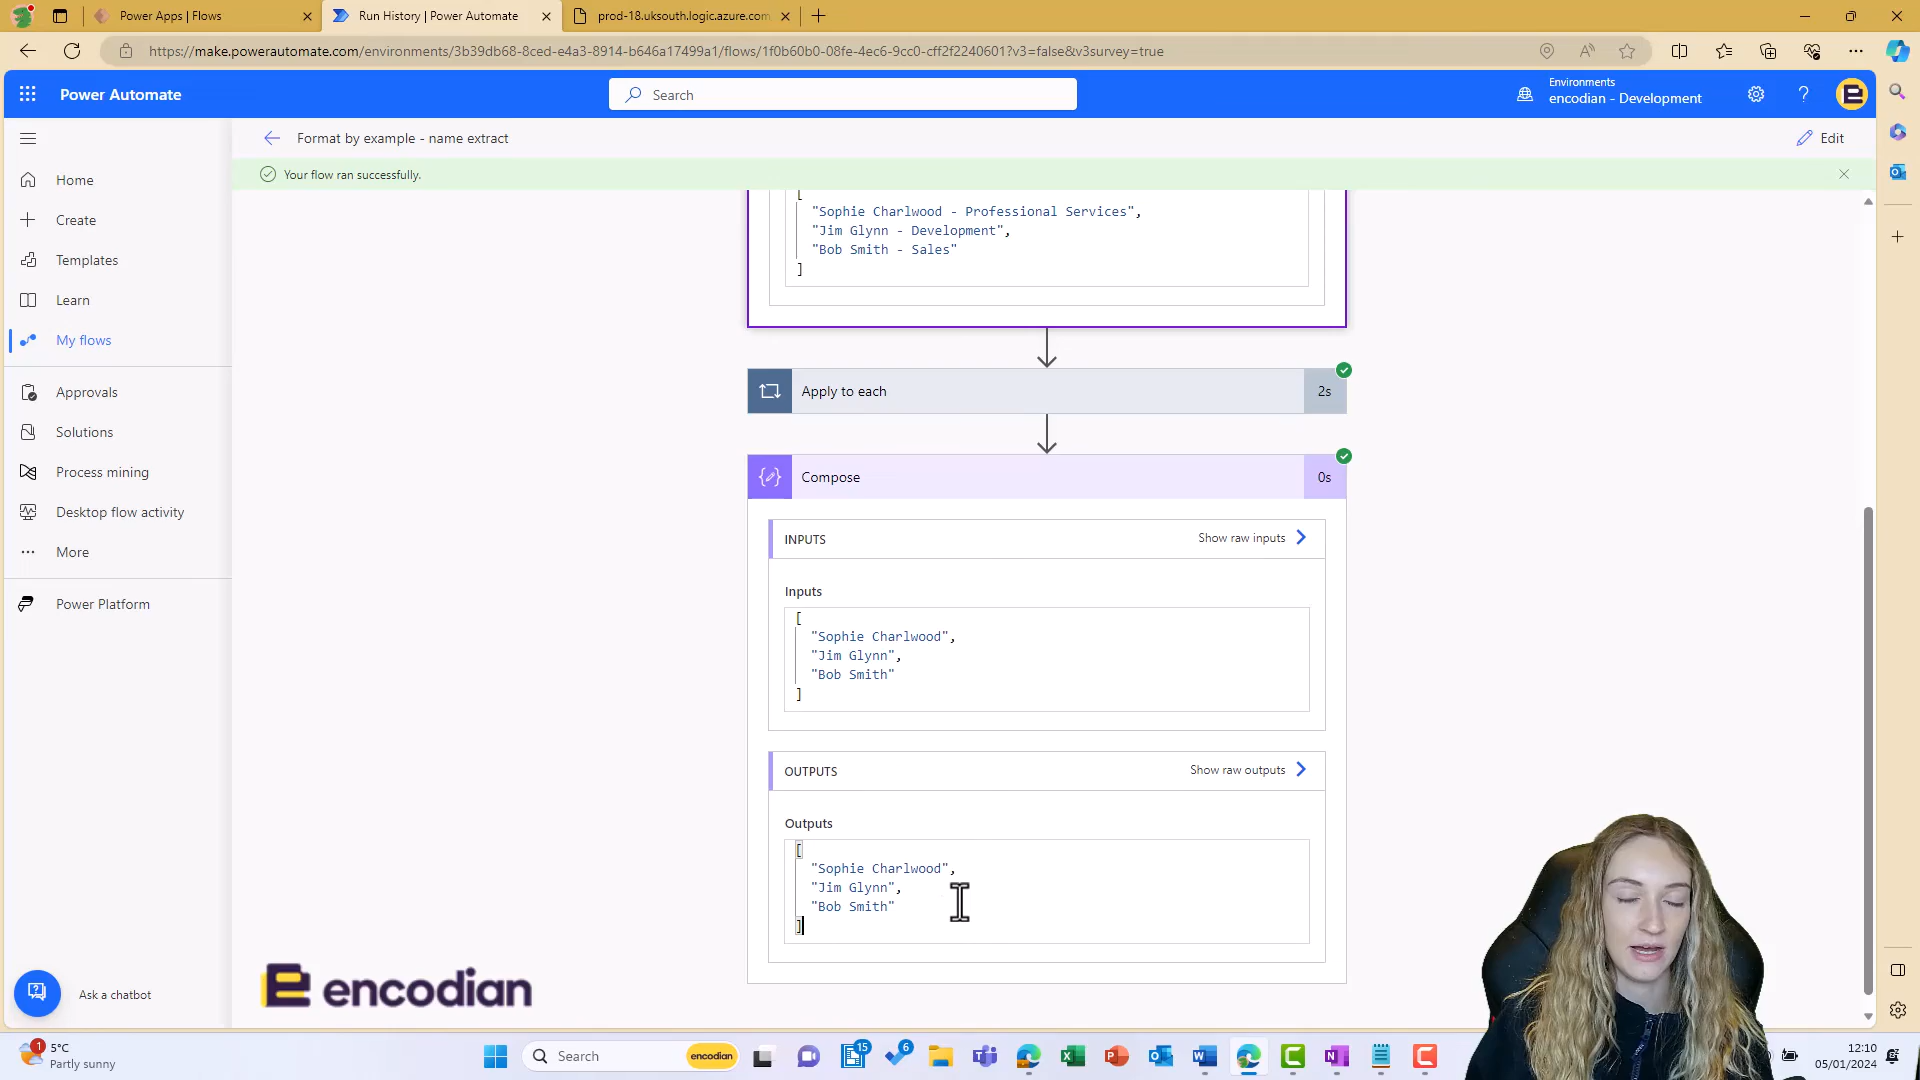 Power Apps | Flows
Run History | Power Automate
prod-18.uksouth.logic.azure.com
https://make.powerautomate.com/environments/3b39db68-8ced-e4a3-8914-b646a17499a1/flows/1f0b60b0-08fe-4ec6-9cc0-cff2f2240601?v3=false&v3survey=true
Power Automate
Search
Environments
encodian - Development
Format by example - name extract
Edit
Your flow ran successfully.
Home
Create
Templates
Learn
My flows
Approvals
Solutions
Process mining
Desktop flow activity
More
Power Platform
Ask a chatbot
[
"Sophie Charlwood - Professional Services",
"Jim Glynn - Development",
"Bob Smith - Sales"
]
Apply to each
2s
Compose
0s
INPUTS
Show raw inputs
Inputs
[
"Sophie Charlwood",
"Jim Glynn",
"Bob Smith"
]
OUTPUTS
Show raw outputs
Outputs
[
"Sophie Charlwood",
"Jim Glynn",
"Bob Smith"
]
encodian
1
5°C
Partly sunny
Search
encodian
15
6
12:10
05/01/2024